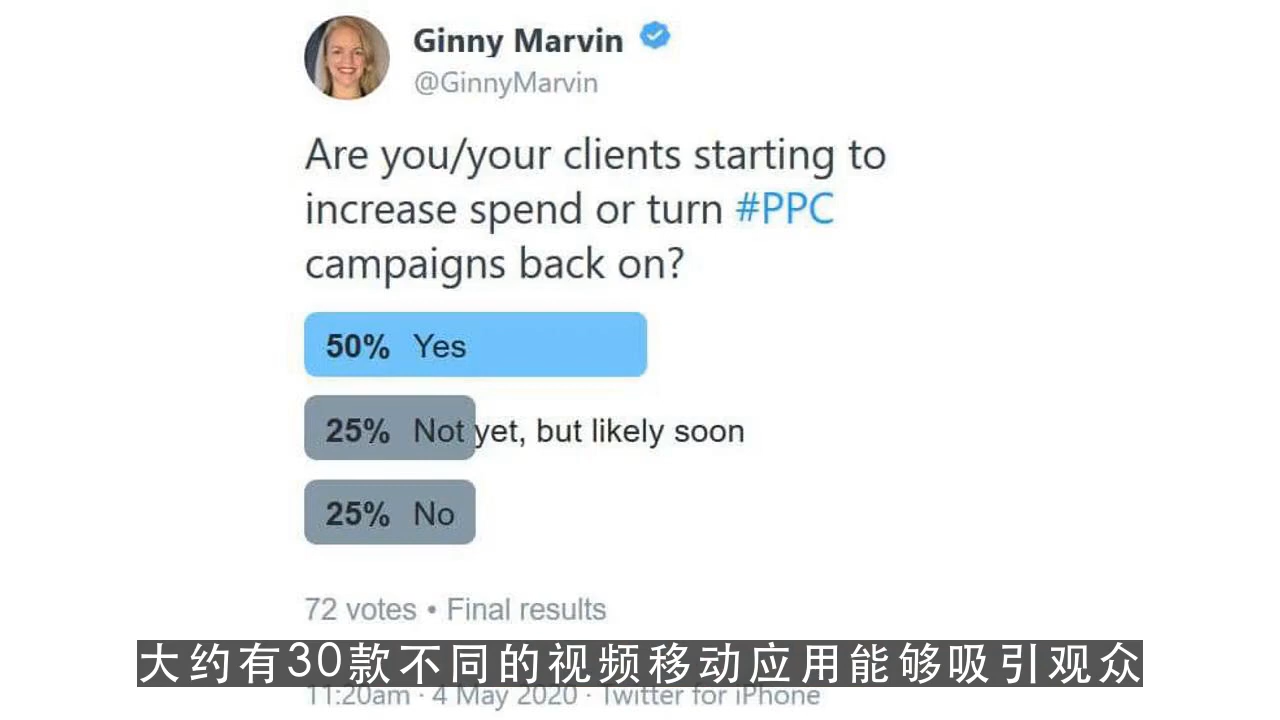 Ginny Marvin
@GinnyMarvin
Are you/your clients starting to
increase spend or turn #PPC
campaigns back on?
50% Yes
25% Not yet, but likely soon
25% No
72 votes • Final results
大约有30款不同的视频移动应用能够吸引观众
11:20am · 4 May 2020 · Twitter for iPhone